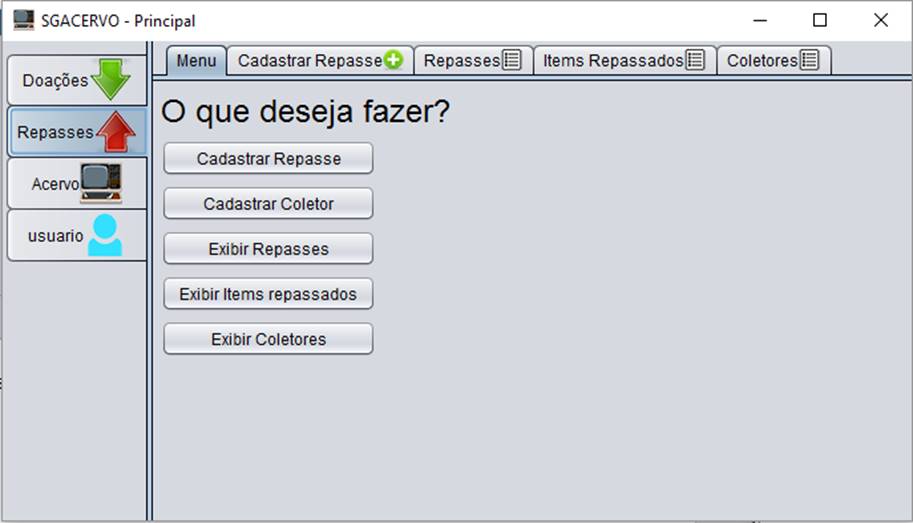 SGACERVO - Principal
Doações
Repasses
Acervo
usuario
Menu
Cadastrar Repasse
Repasses
Items Repassados
Coletores
O que deseja fazer?
Cadastrar Repasse
Cadastrar Coletor
Exibir Repasses
Exibir Items repassados
Exibir Coletores